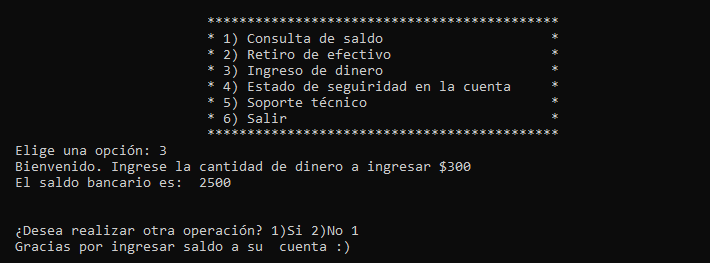 ********************************************
* 1) Consulta de saldo *
* 2) Retiro de efectivo *
* 3) Ingreso de dinero *
* 4) Estado de seguiridad en la cuenta *
* 5) Soporte técnico *
* 6) Salir *
********************************************
Elige una opción: 3
Bienvenido. Ingrese la cantidad de dinero a ingresar $300
El saldo bancario es:  2500
¿Desea realizar otra operación? 1)Si 2)No 1
Gracias por ingresar saldo a su  cuenta :)